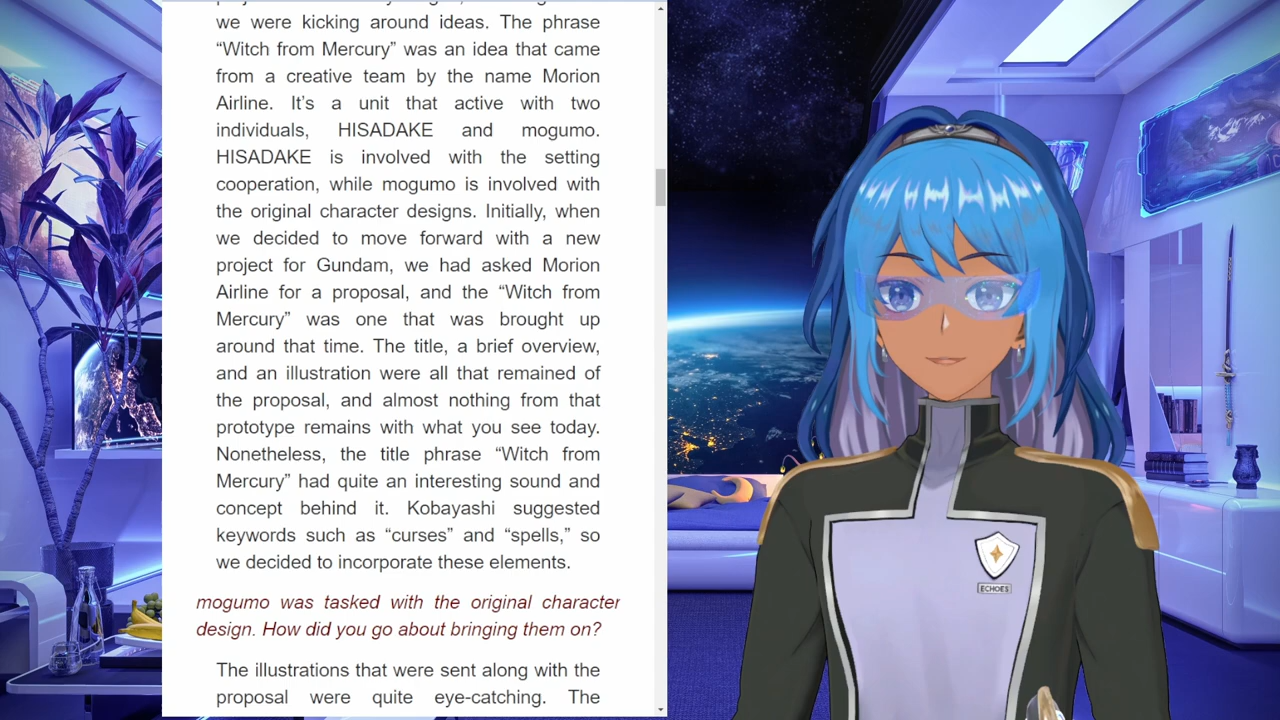 we were kicking around ideas. The phrase
“Witch from Mercury” was an idea that came
from a creative team by the name Morion
Airline. It’s a unit that active with two
individuals, HISADAKE and mogumo.
HISADAKE is involved with the setting
cooperation, while mogumo is involved with
the original character designs. Initially, when
we decided to move forward with a new
project for Gundam, we had asked Morion
Airline for a proposal, and the “Witch from
Mercury” was one that was brought up
around that time. The title, a brief overview,
and an illustration were all that remained of
the proposal, and almost nothing from that
prototype remains with what you see today.
Nonetheless, the title phrase “Witch from
Mercury” had quite an interesting sound and
concept behind it. Kobayashi suggested
keywords such as “curses” and “spells,” so
we decided to incorporate these elements.
mogumo was tasked with the original character
design. How did you go about bringing them on?
The illustrations that were sent along with the
proposal were quite eye-catching. The
ECHOES